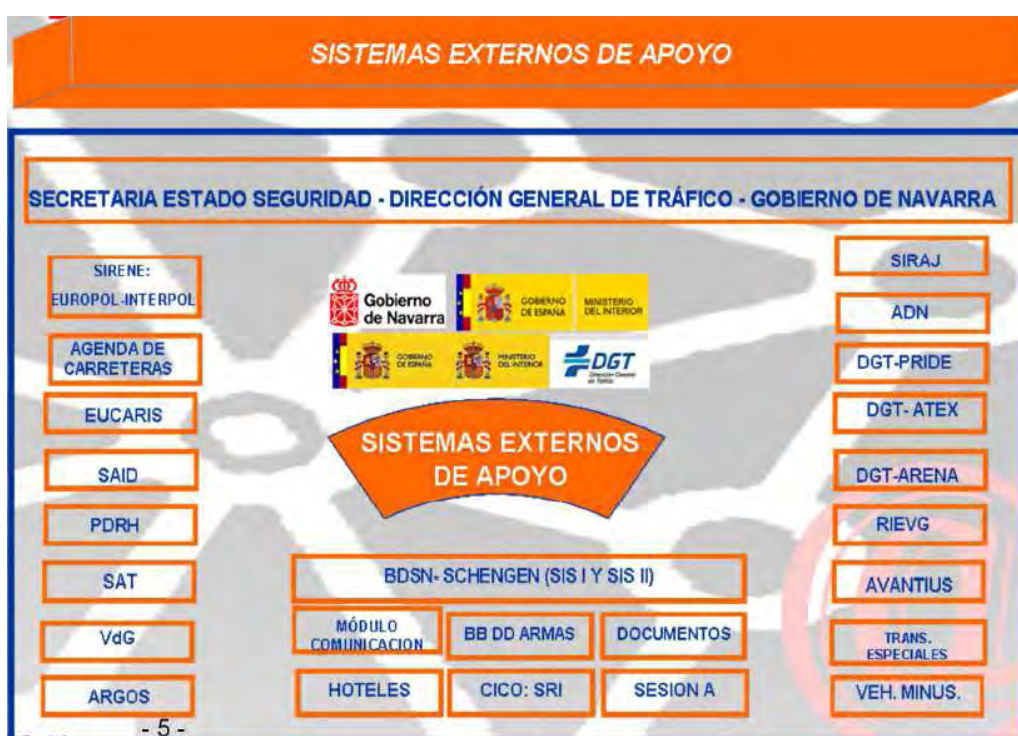 SISTEMAS EXTERNOS DE APOYO
SECRETARIA ESTADO SEGURIDAD - DIRECCIÓN GENERAL DE TRÁFICO - GOBIERNO DE NAVARRA
SIRENE:
EUROPOL-INTERPOL
AGENDA DE
CARRETERAS
EUCARIS
SAID
PDRH
SAT
VdG
ARGOS
Gobierno
de Navarra
GOBIERNO
DE ESPAÑA
MINISTERIO
DEL INTERIOR
GOBIERNO
DE ESPAÑA
MINISTERIO
DEL INTERIOR
DGT
Dirección General
de Tráfico
SISTEMAS EXTERNOS
DE APOYO
BDSN- SCHENGEN (SIS I Y SIS II)
MÓDULO
COMUNICACION
BB DD ARMAS
DOCUMENTOS
HOTELES
CICO: SRI
SESION A
SIRAJ
ADN
DGT-PRIDE
DGT- ATEX
DGT-ARENA
RIEVG
AVANTIUS
TRANS.
ESPECIALES
VEH. MINUS.
- 5 -